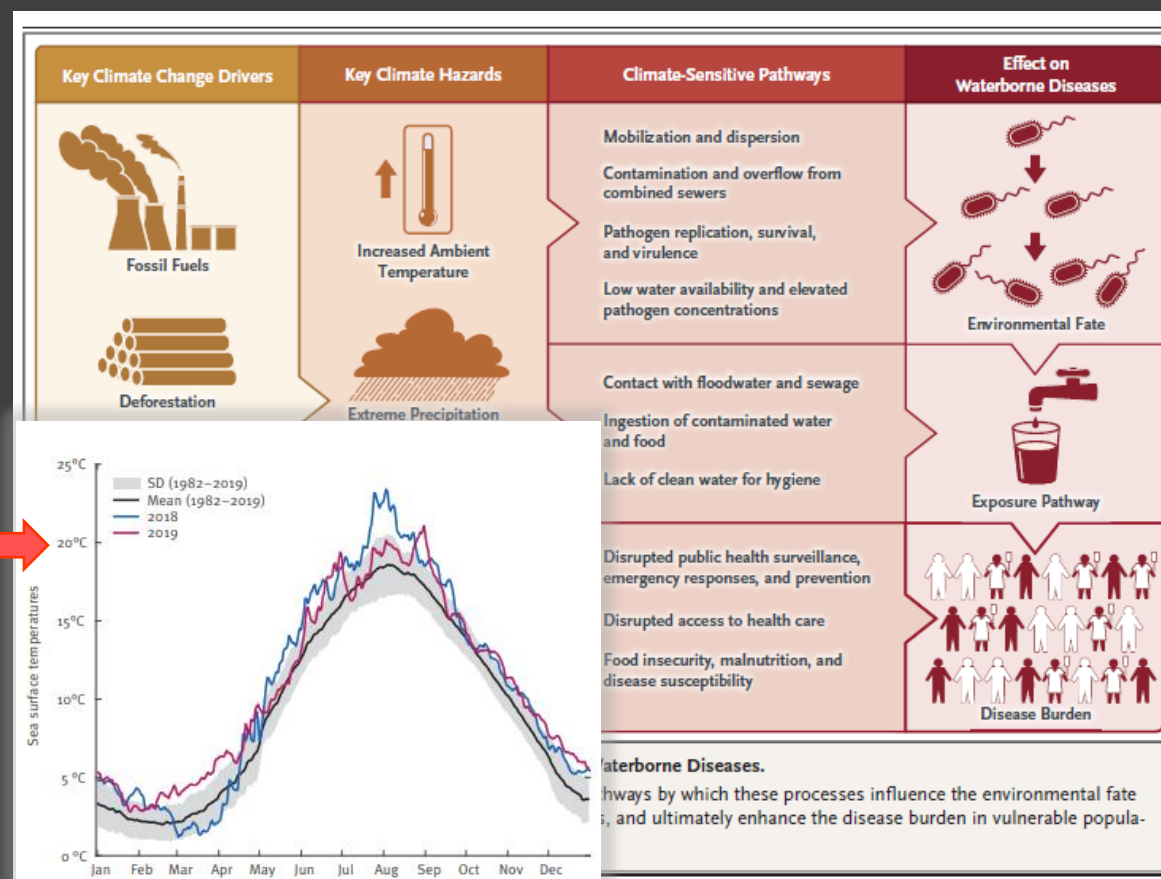 Key Climate Change Drivers
Key Climate Hazards
Climate-Sensitive Pathways
Effect on
Waterborne Diseases
Fossil Fuels
Deforestation
Increased Ambient
Temperature
Extreme Precipitation
Mobilization and dispersion
Contamination and overflow from
combined sewers
Pathogen replication, survival,
and virulence
Low water availability and elevated
pathogen concentrations
Environmental Fate
Contact with floodwater and sewage
Ingestion of contaminated water
and food
Lack of clean water for hygiene
Exposure Pathway
Disrupted public health surveillance,
emergency responses, and prevention
Disrupted access to health care
Food insecurity, malnutrition, and
disease susceptibility
Disease Burden
Waterborne Diseases.
hways by which these processes influence the environmental fate
s, and ultimately enhance the disease burden in vulnerable popula-
Sea surface temperatures
25°C
20°C
15°C
10°C
5 °C
0 °C
SD (1982–2019)
Mean (1982–2019)
2018
2019
Jan Feb Mar Apr May Jun Jul Aug Sep Oct Nov Dec